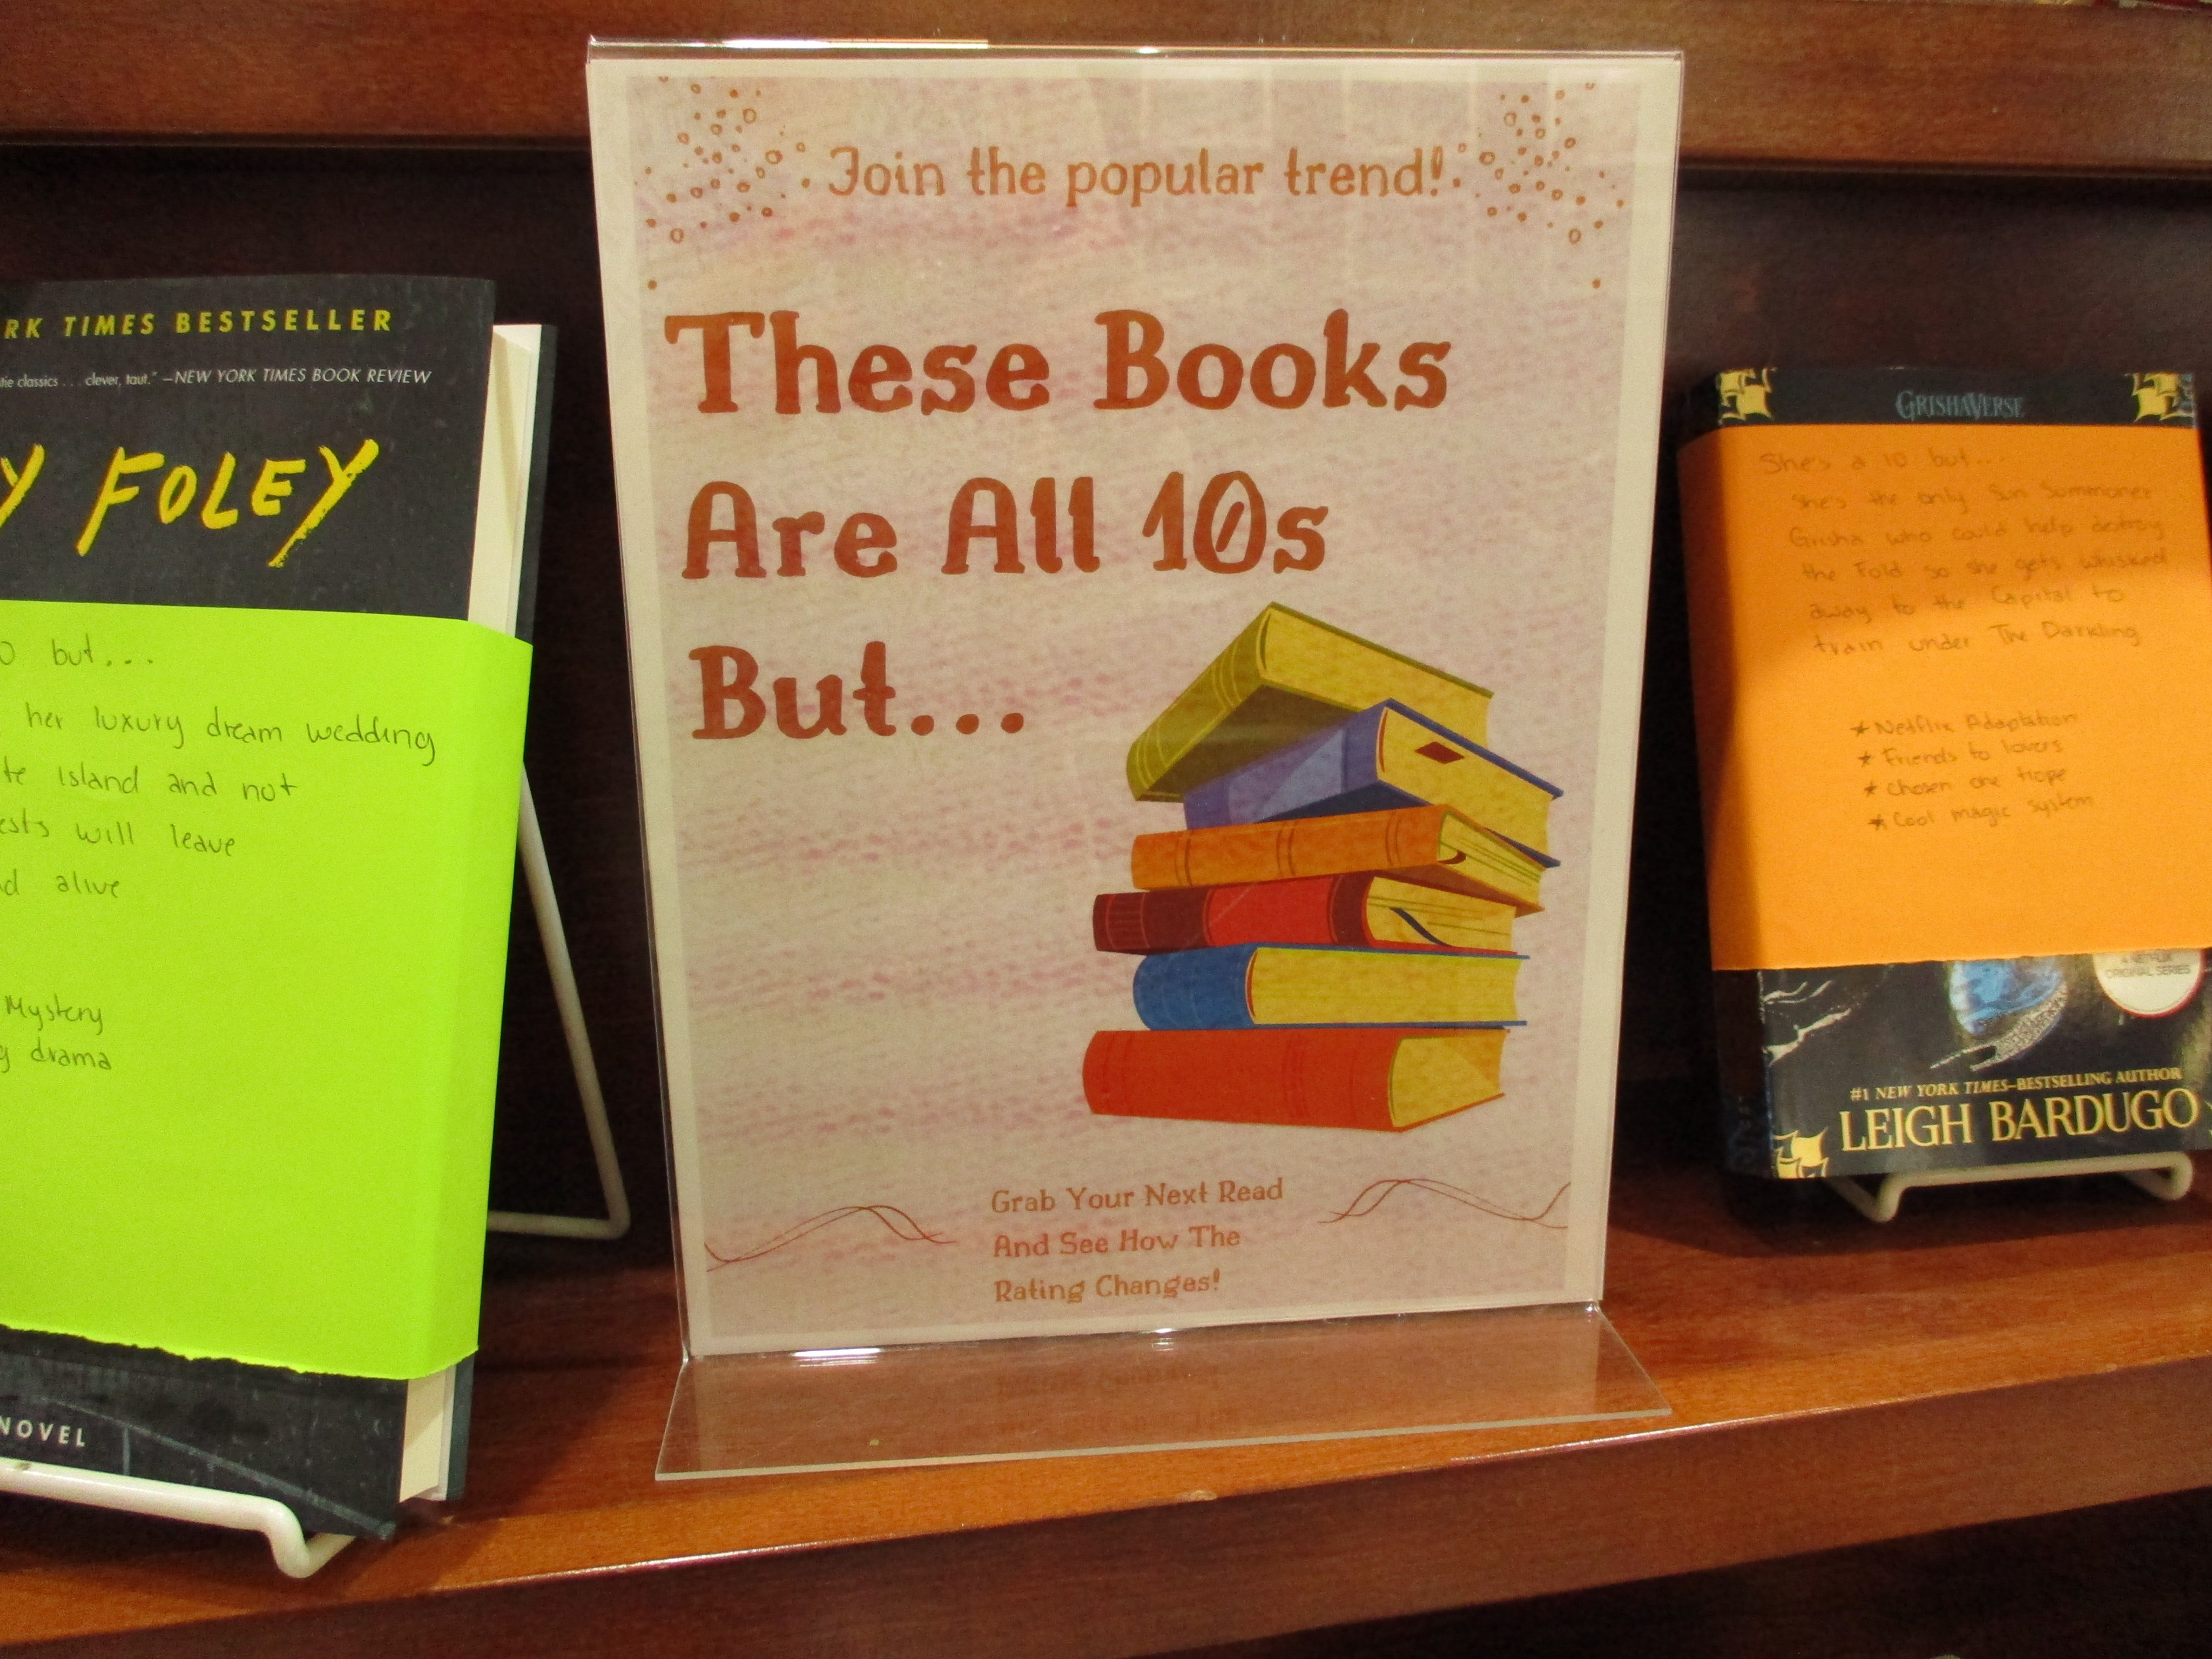 RK TIMES BESTSELLER
tie classics . . . clever, taut." —NEW YORK TIMES BOOK REVIEW
Y FOLEY
0 but...
her luxury dream wedding
te island and not
ests will leave
d alive
Mystery
g drama
NOVEL
Join the popular trend!
These Books
Are All 10s
But...
Grab Your Next Read
And See How The
Rating Changes!
GRISHAVERSE
She's a 10 but...
she's the only Sun Summoner
Grisha who could help destroy
the Fold so she gets whisked
away to the Capital to
train under The Darkling
* Netflix Adaptation
* Friends to lovers
* Chosen one trope
* Cool magic system
A NETFLIX
ORIGINAL SERIES
#1 NEW YORK TIMES–BESTSELLING AUTHOR
LEIGH BARDUGO